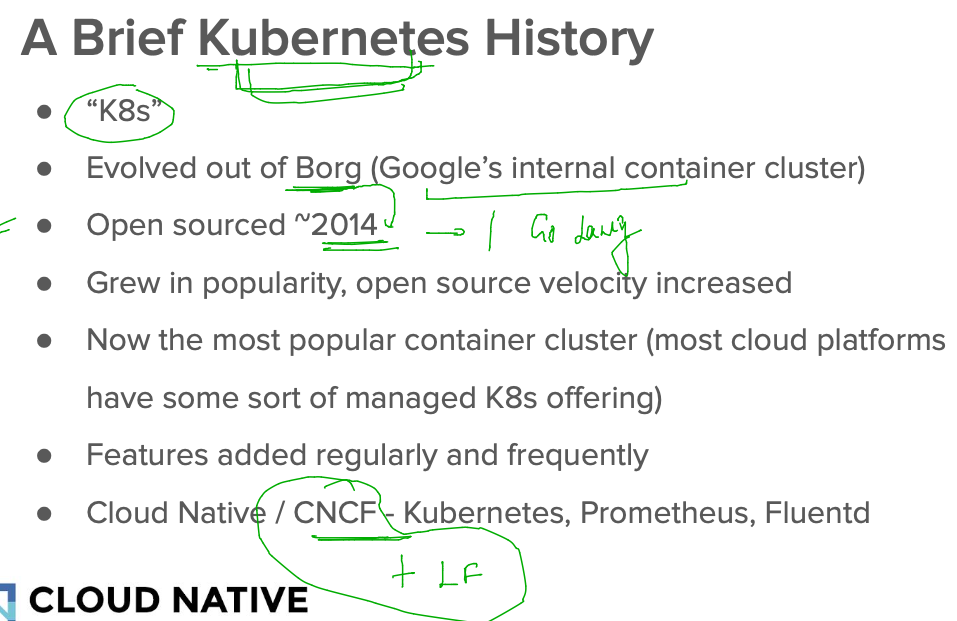 A Brief Kubernetes History
● “K8s”
● Evolved out of Borg (Google’s internal container cluster)
● Open sourced ~2014 → | Go Lang
● Grew in popularity, open source velocity increased
● Now the most popular container cluster (most cloud platforms
have some sort of managed K8s offering)
● Features added regularly and frequently
● Cloud Native / CNCF - Kubernetes, Prometheus, Fluentd
+ LF
CLOUD NATIVE